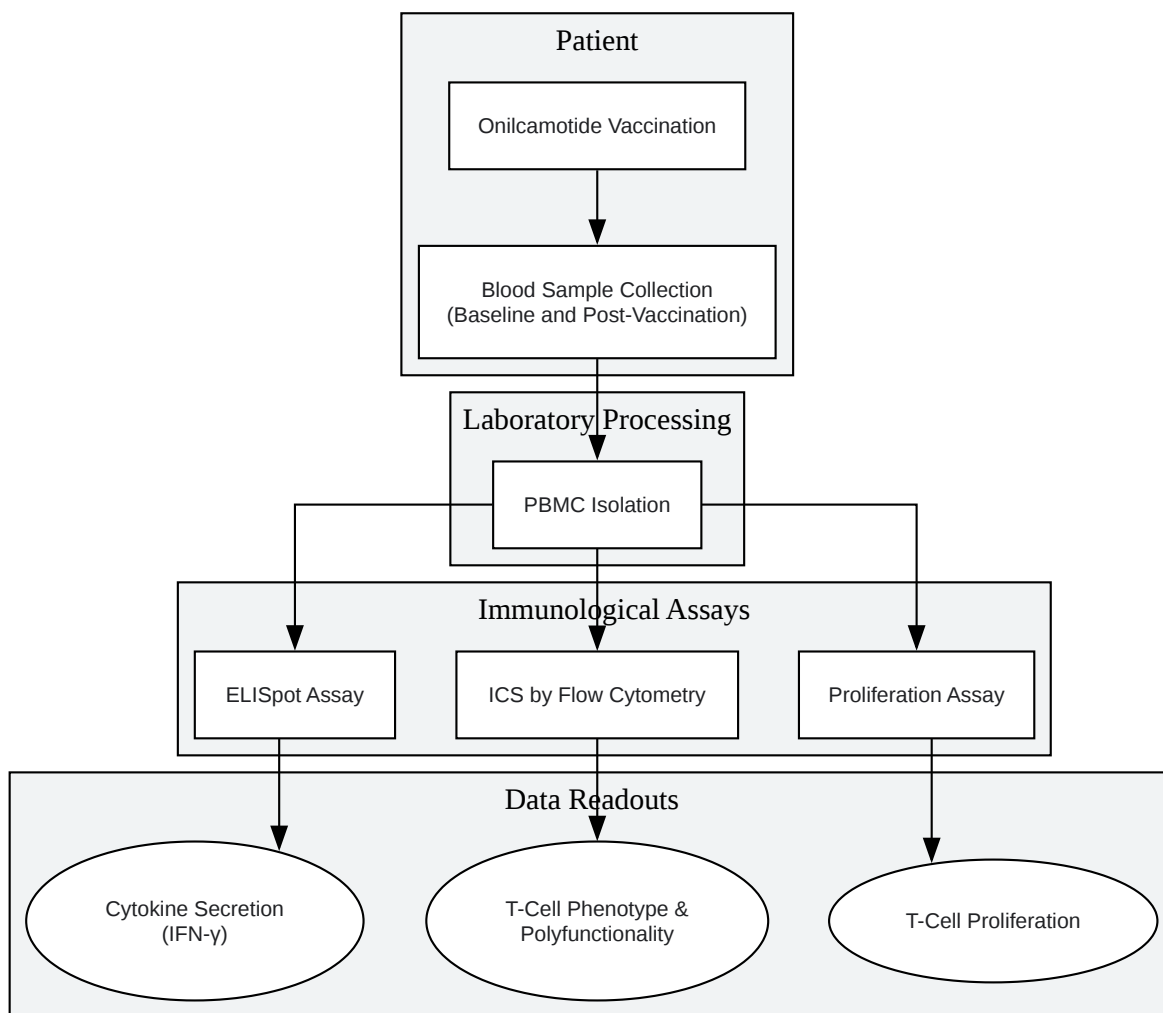 Patient
Onilcamotide Vaccination
Blood Sample Collection
(Baseline and Post-Vaccination)
Laboratory Processing
PBMC Isolation
Immunological Assays
ELISpot Assay
ICS by Flow Cytometry
Proliferation Assay
Data Readouts
Cytokine Secretion
(IFN-γ)
T-Cell Phenotype &
Polyfunctionality
T-Cell Proliferation